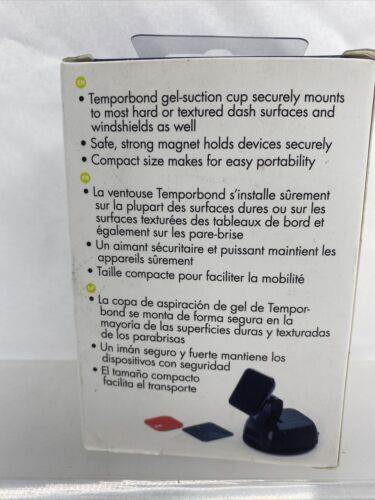 EN
• Temporbond gel-suction cup securely mounts
to most hard or textured dash surfaces and
windshields as well
• Safe, strong magnet holds devices securely
• Compact size makes for easy portability
FR
• La ventouse Temporbond s'installe sûrement
sur la plupart des surfaces dures ou sur les
surfaces texturées des tableaux de bord et
également sur les pare-brise
• Un aimant sécuritaire et puissant maintient les
appareils sûrement
• Taille compacte pour faciliter la mobilité
• La copa de aspiración de gel de Tempor-
bond se monta de forma segura en la
mayoría de las superficies duras y texturadas
de los parabrisas
• Un imán seguro y fuerte mantiene los
dispositivos con seguridad
• El tamaño compacto
facilita el transporte